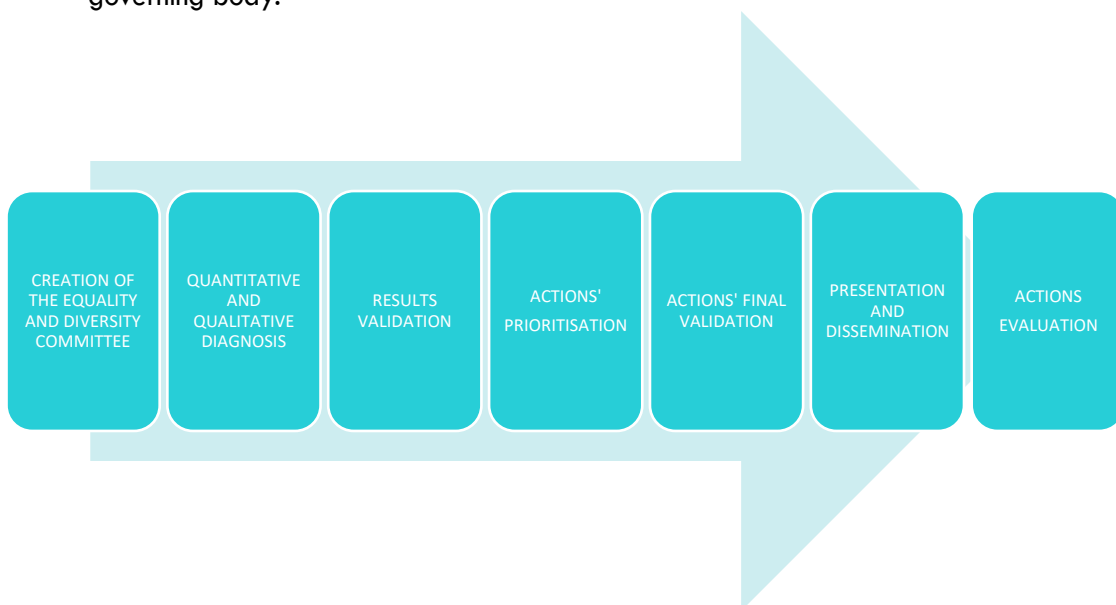 governing body.
CREATION OF
THE EQUALITY
AND DIVERSITY
COMMITTEE
QUANTITATIVE
AND
QUALITATIVE
DIAGNOSIS
RESULTS
VALIDATION
ACTIONS'
PRIORITISATION
ACTIONS' FINAL
VALIDATION
PRESENTATION
AND
DISSEMINATION
ACTIONS
EVALUATION